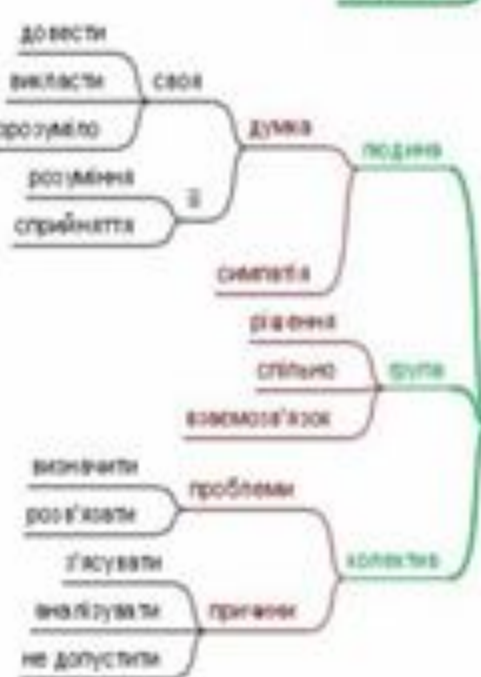 довести
викласти
своя
зрозуміло
думка
людина
розуміння
її
сприйняття
симпатія
рішення
спільно
група
взаємозв'язок
визначити
проблеми
розв'язати
з'ясувати
колектив
аналізувати
причини
не допустити